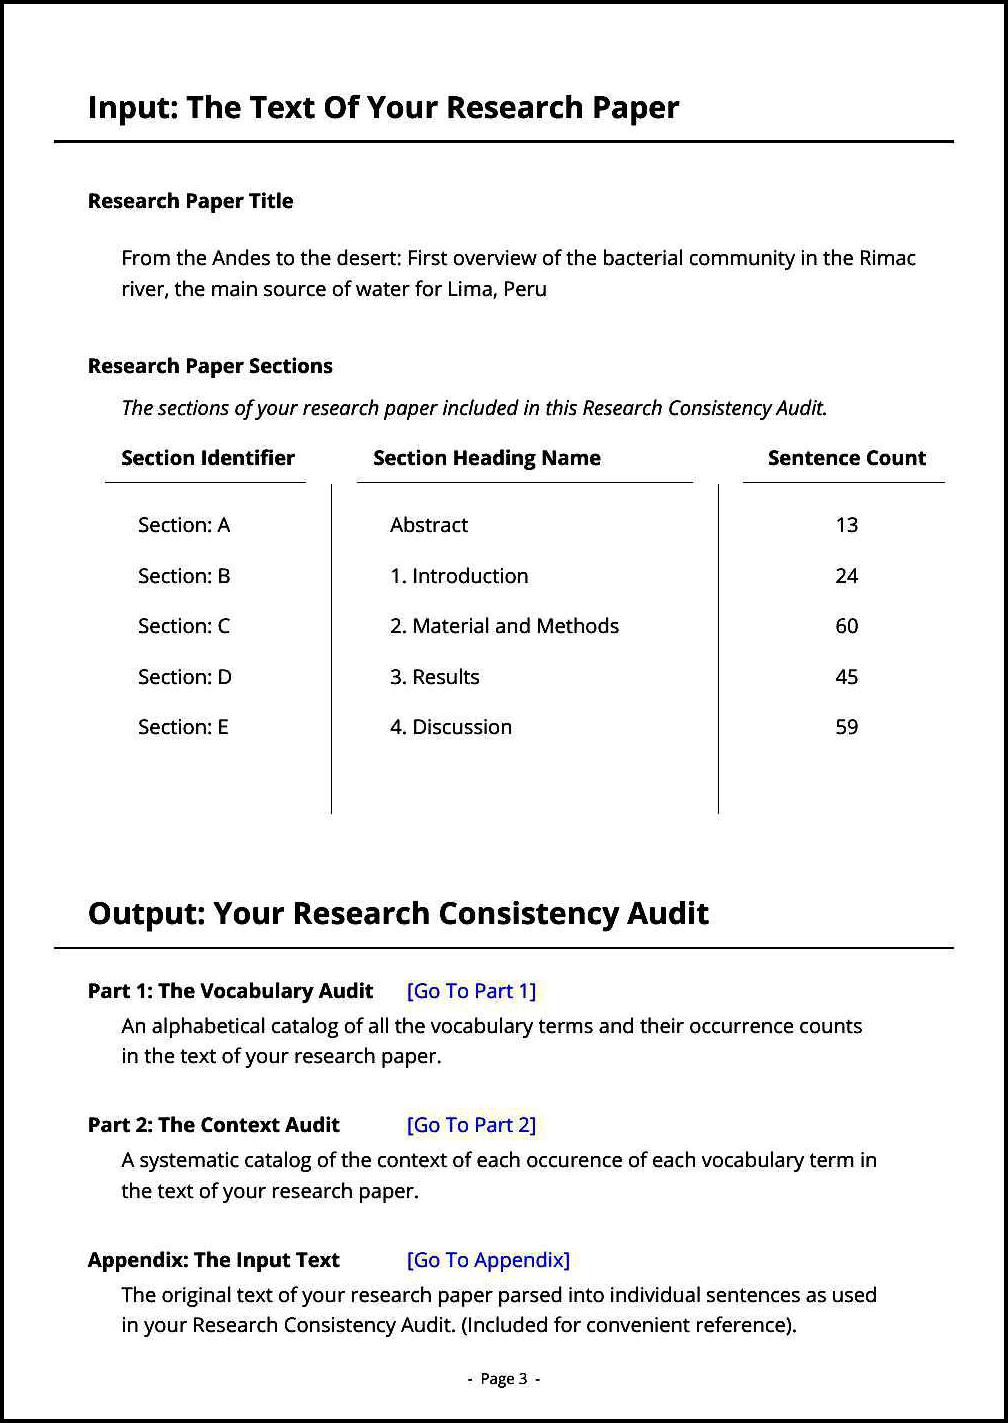 Input: The Text Of Your Research Paper
Research Paper Title
From the Andes to the desert: First overview of the bacterial community in the Rimac
river, the main source of water for Lima, Peru
Research Paper Sections
The sections of your research paper included in this Research Consistency Audit.
Section Identifier Section Heading Name Sentence Count
Section: A Abstract 13
Section: B 1. Introduction 24
Section: C 2. Material and Methods 60
Section: D 3. Results 45
Section: E 4. Discussion 59
Output: Your Research Consistency Audit
Part 1: The Vocabulary Audit [Go To Part 1]
An alphabetical catalog of all the vocabulary terms and their occurrence counts
in the text of your research paper.
Part 2: The Context Audit [Go To Part 2]
A systematic catalog of the context of each occurence of each vocabulary term in
the text of your research paper.
Appendix: The Input Text [Go To Appendix]
The original text of your research paper parsed into individual sentences as used
in your Research Consistency Audit. (Included for convenient reference).
- Page 3 -